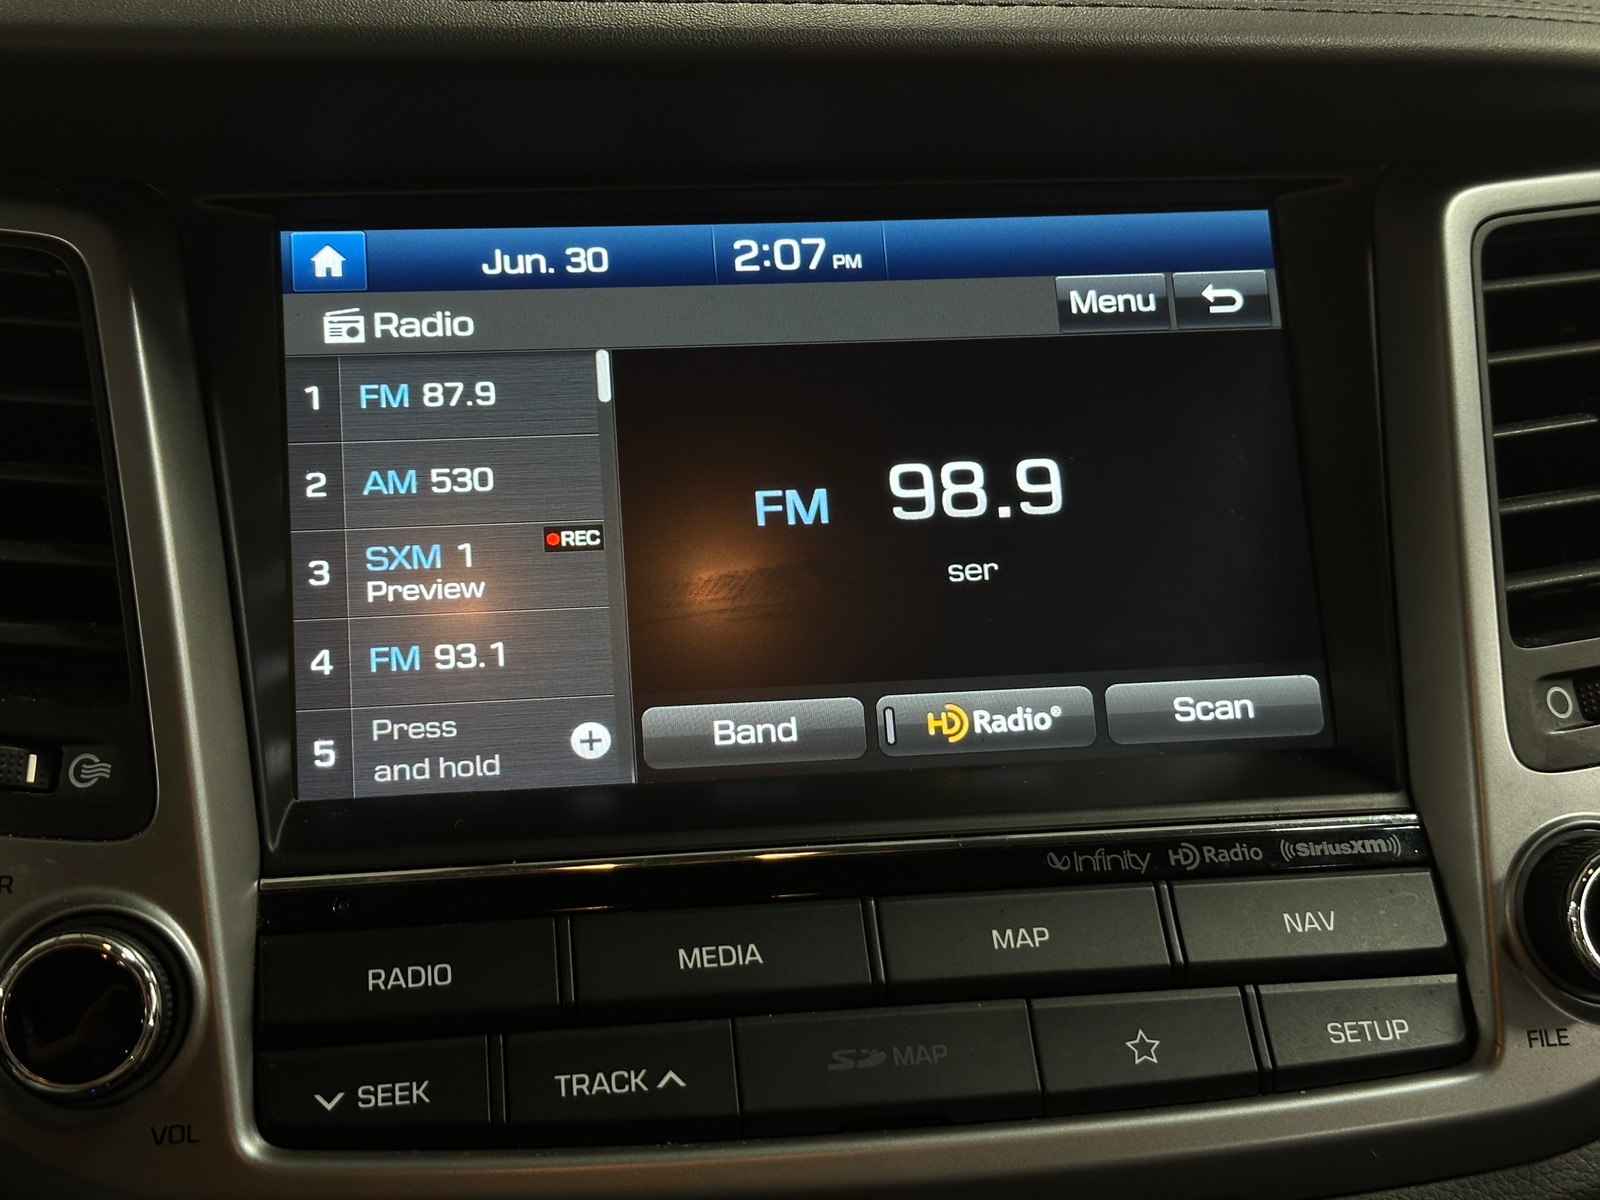 Jun. 30 2:07 PM
Radio Menu
1 FM 87.9
2 AM 530
3 SXM 1 REC
Preview
4 FM 93.1
5 Press
and hold
FM 98.9
ser
Band HD Radio® Scan
Infinity HD Radio ((SiriusXM))
RADIO MEDIA MAP NAV
SEEK TRACK SD MAP SETUP
VOL
FILE